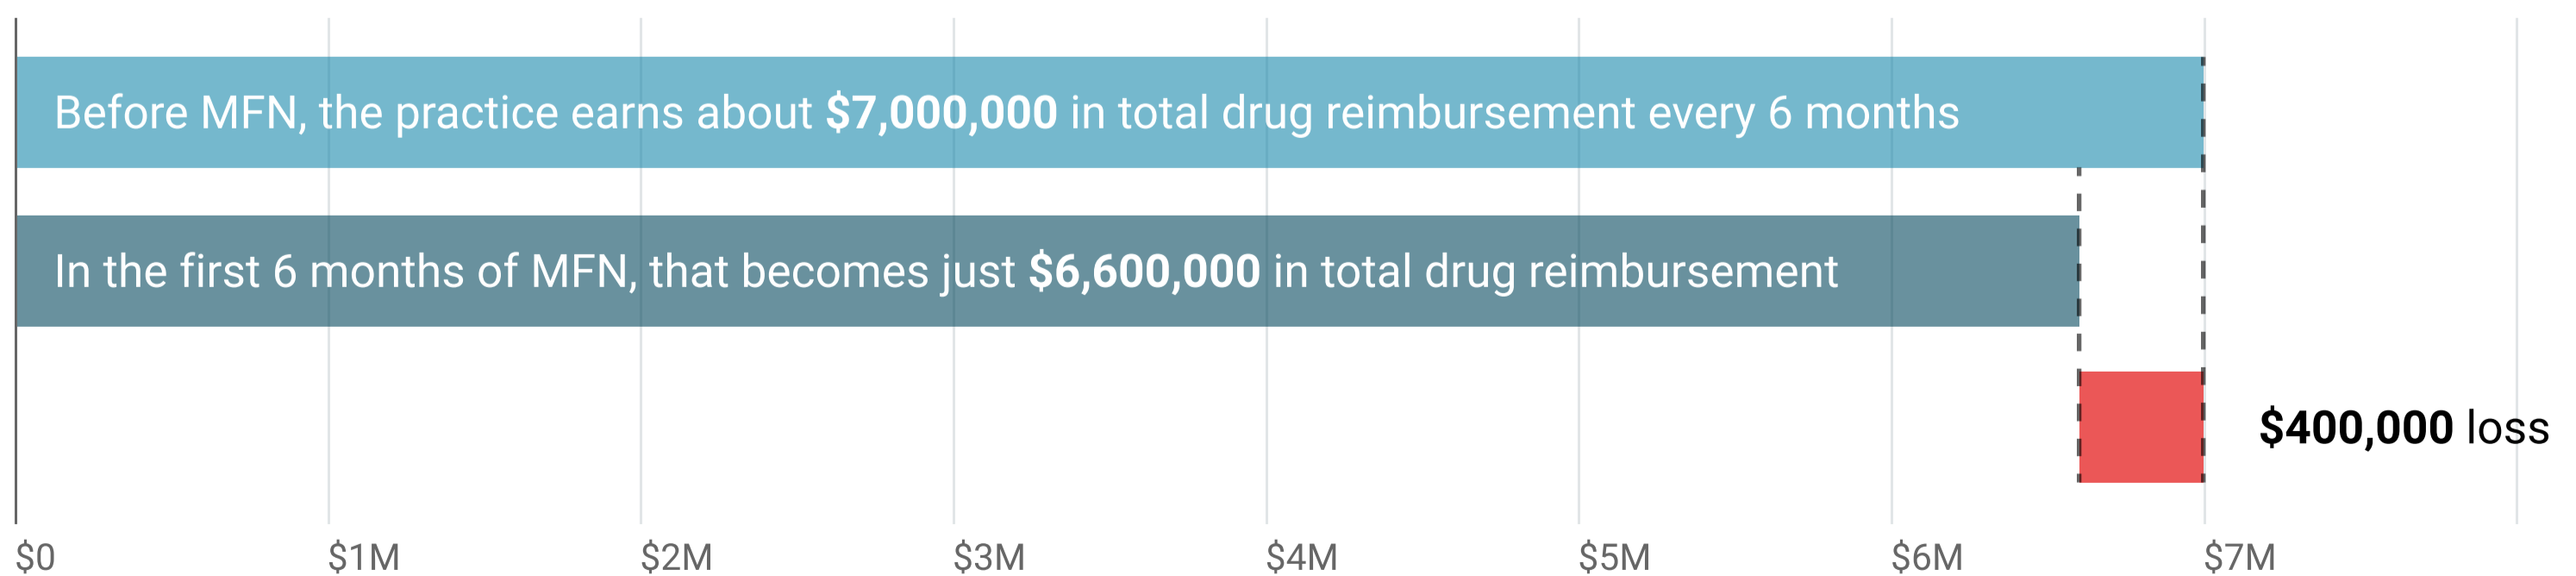 Before MFN, the practice earns about $7,000,000 in total drug reimbursement every 6 months
In the first 6 months of MFN, that becomes just $6,600,000 in total drug reimbursement
$400,000 loss
$0 $1M $2M $3M $4M $5M $6M $7M